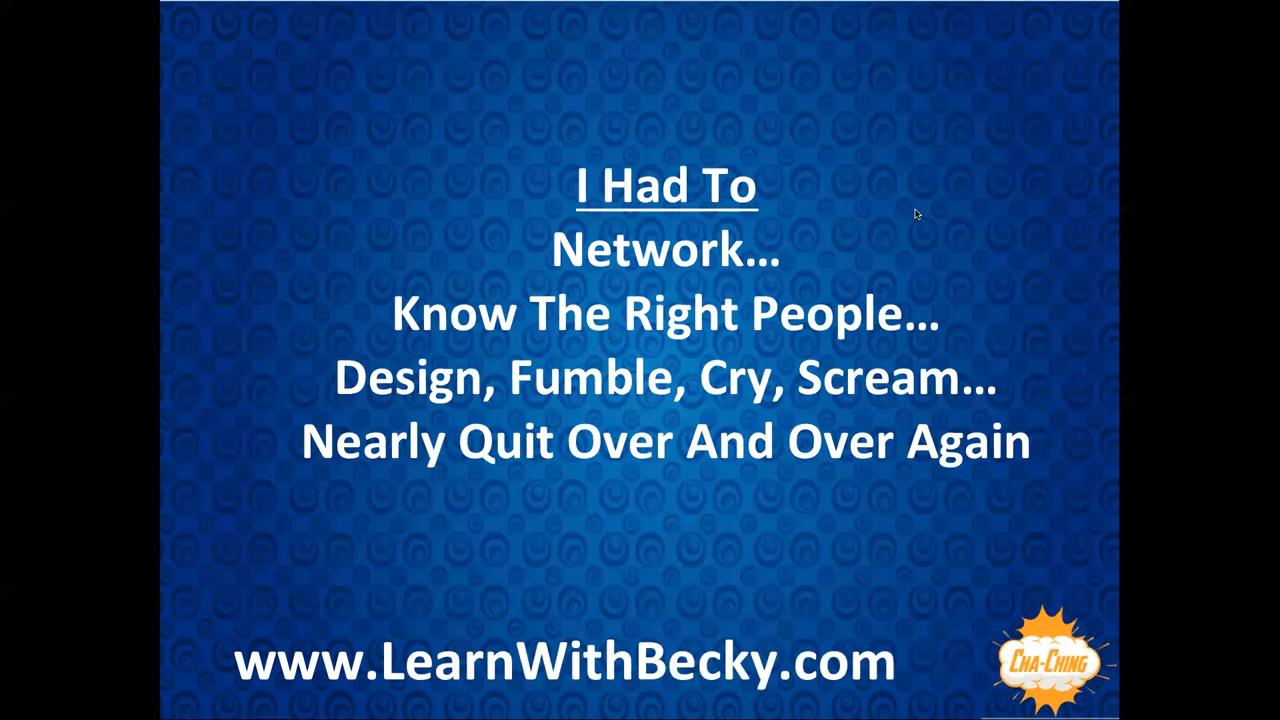 I Had To
Network…
Know The Right People…
Design, Fumble, Cry, Scream…
Nearly Quit Over And Over Again
www.LearnWithBecky.com
CHA-CHING